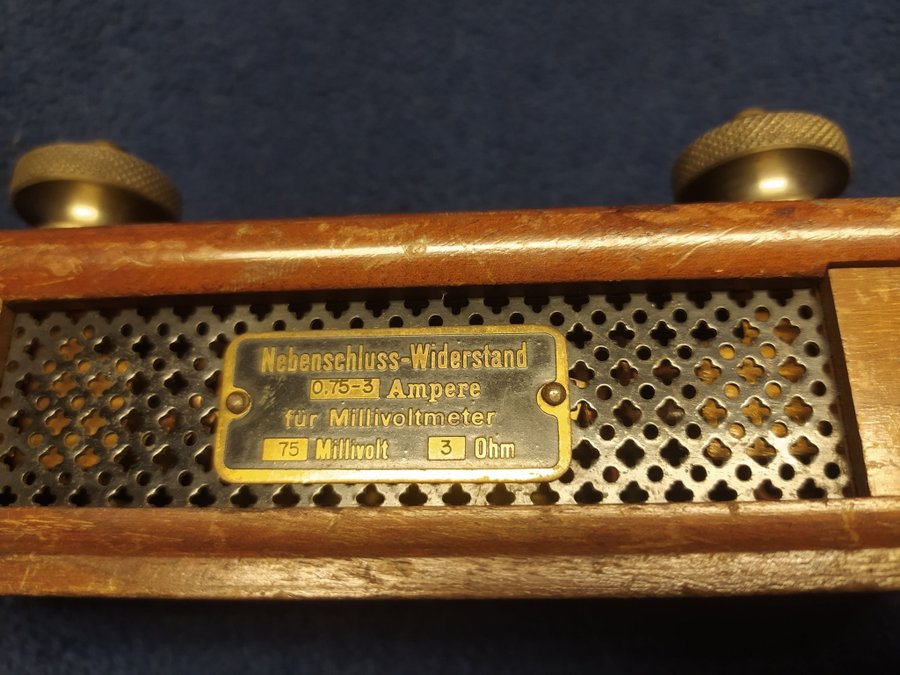 Nebenschluss-Widerstand
0.75-3 Ampere
für Millivoltmeter
75 Millivolt 3 Ohm